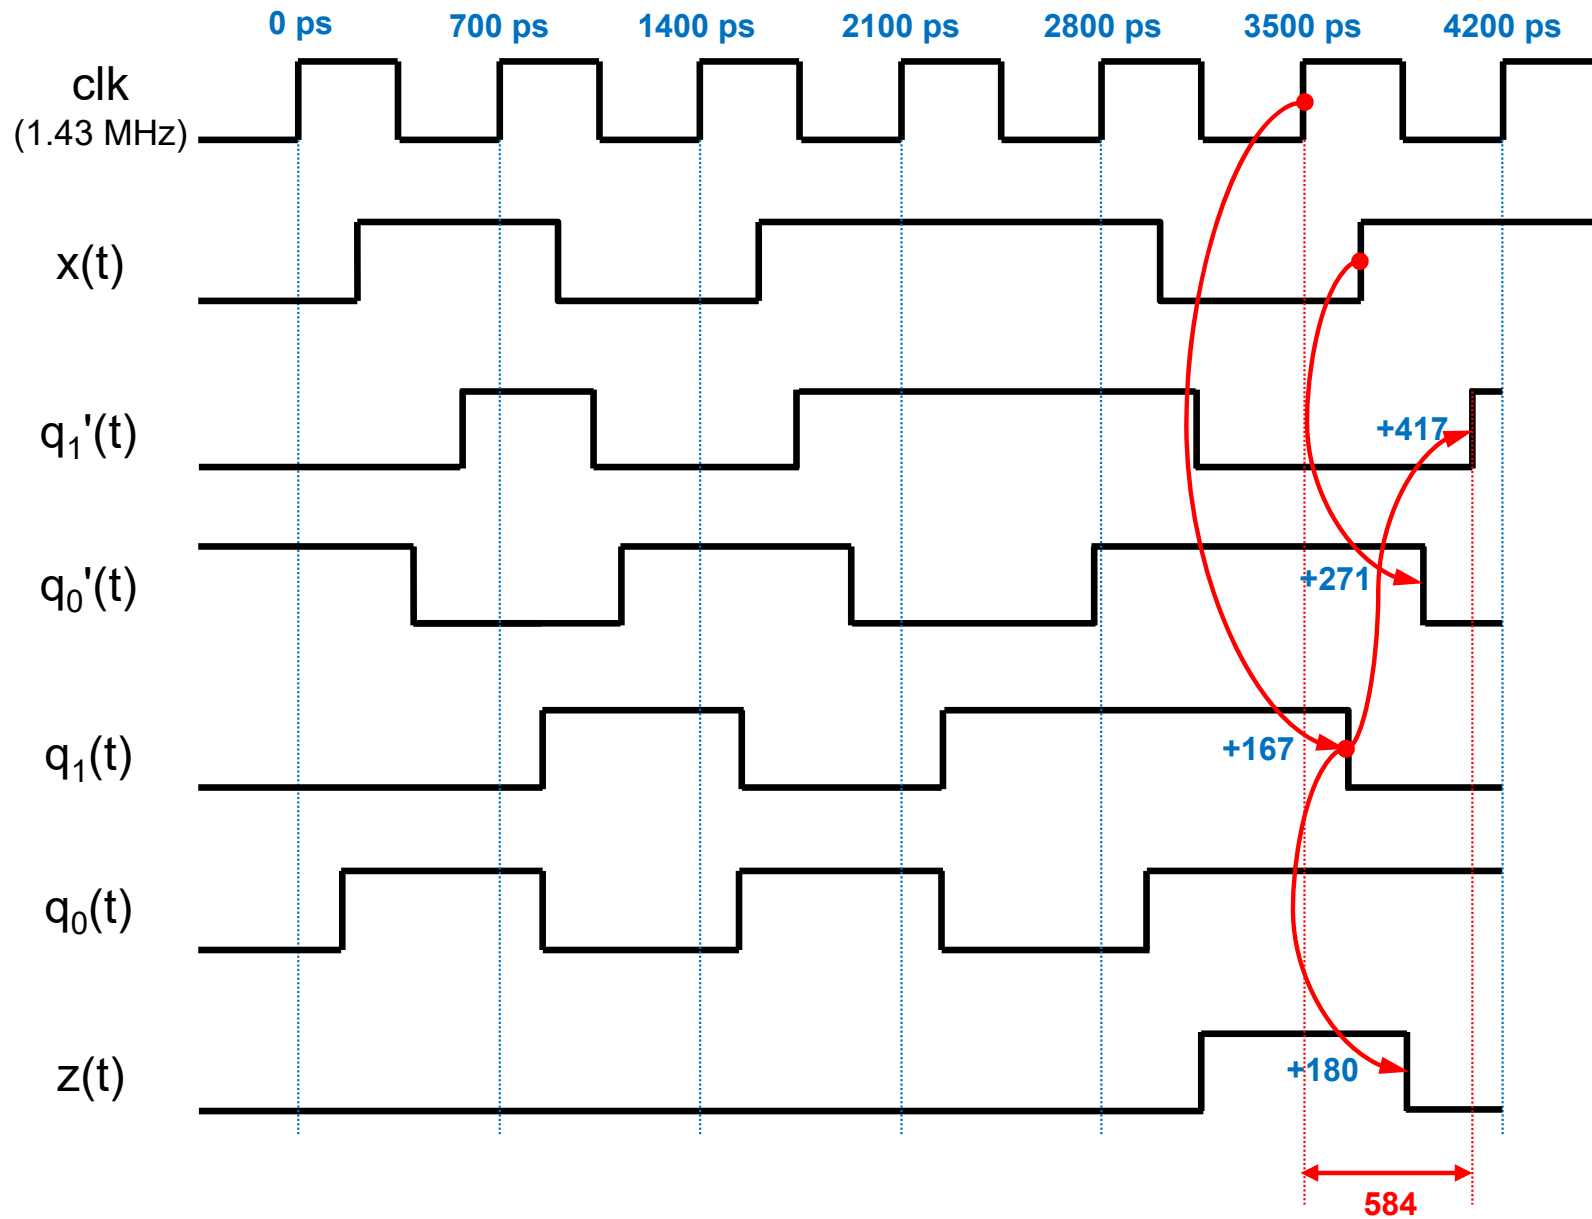 0 ps 700 ps 1400 ps 2100 ps 2800 ps 3500 ps 4200 ps
clk
(1.43 MHz)
x(t)
q₁'(t)
+417
q₀'(t)
+271
q₁(t)
+167
q₀(t)
z(t)
+180
584